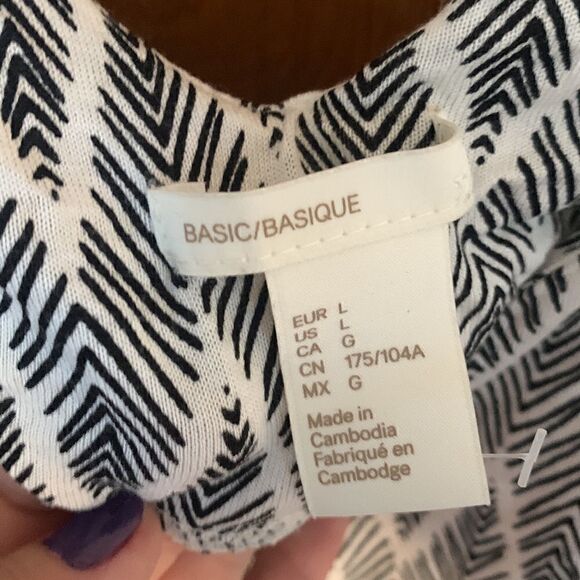 BASIC/BASIQUE
EUR L
US L
CA G
CN 175/104A
MX G
Made in
Cambodia
Fabriqué en
Cambodge